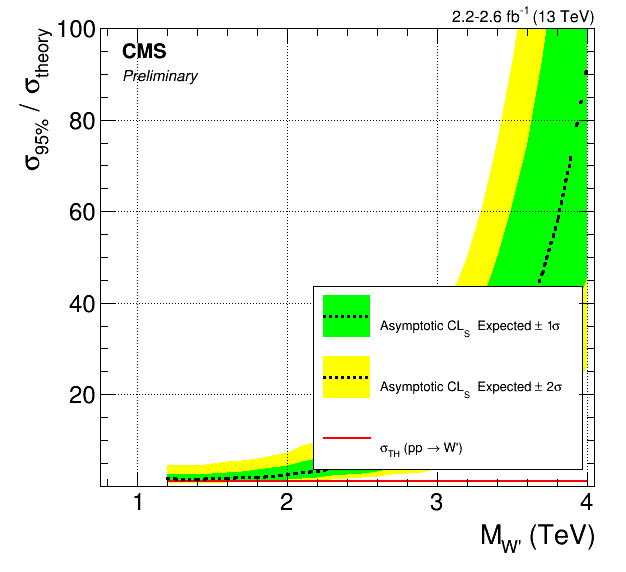 2.2-2.6 fb⁻¹ (13 TeV)
CMS
Preliminary
σ95% / σtheory
100
80
60
40
20
Asymptotic CLS Expected ± 1σ
Asymptotic CLS Expected ± 2σ
σTH (pp → W')
1 2 3 4
MW' (TeV)